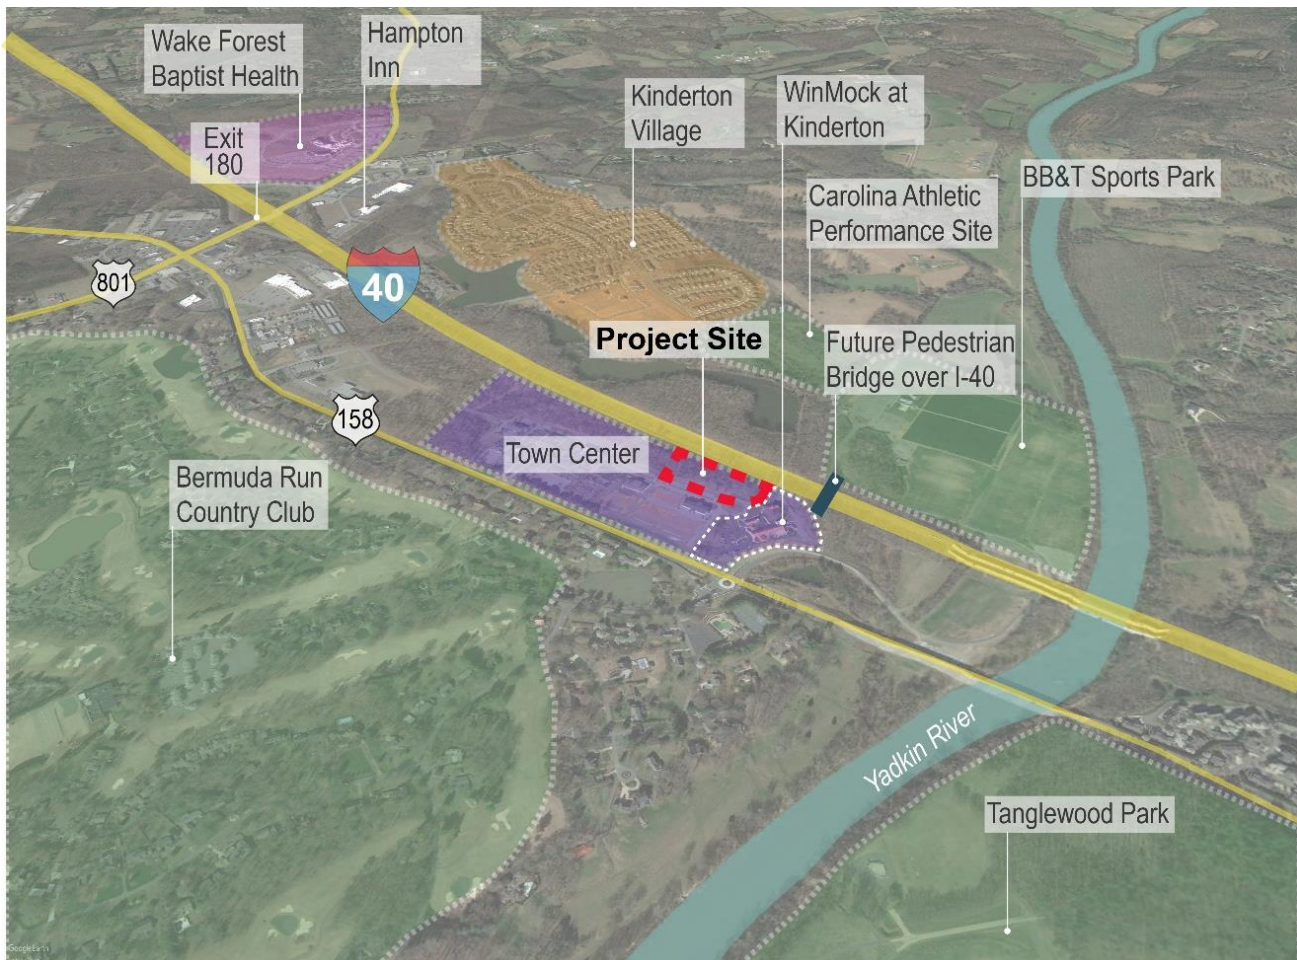 Wake Forest
Baptist Health
Hampton
Inn
Exit
180
Kinderton
Village
WinMock at
Kinderton
BB&T Sports Park
Carolina Athletic
Performance Site
801
40
Project Site
Future Pedestrian
Bridge over I-40
158
Town Center
Bermuda Run
Country Club
Yadkin River
Tanglewood Park
Google Earth